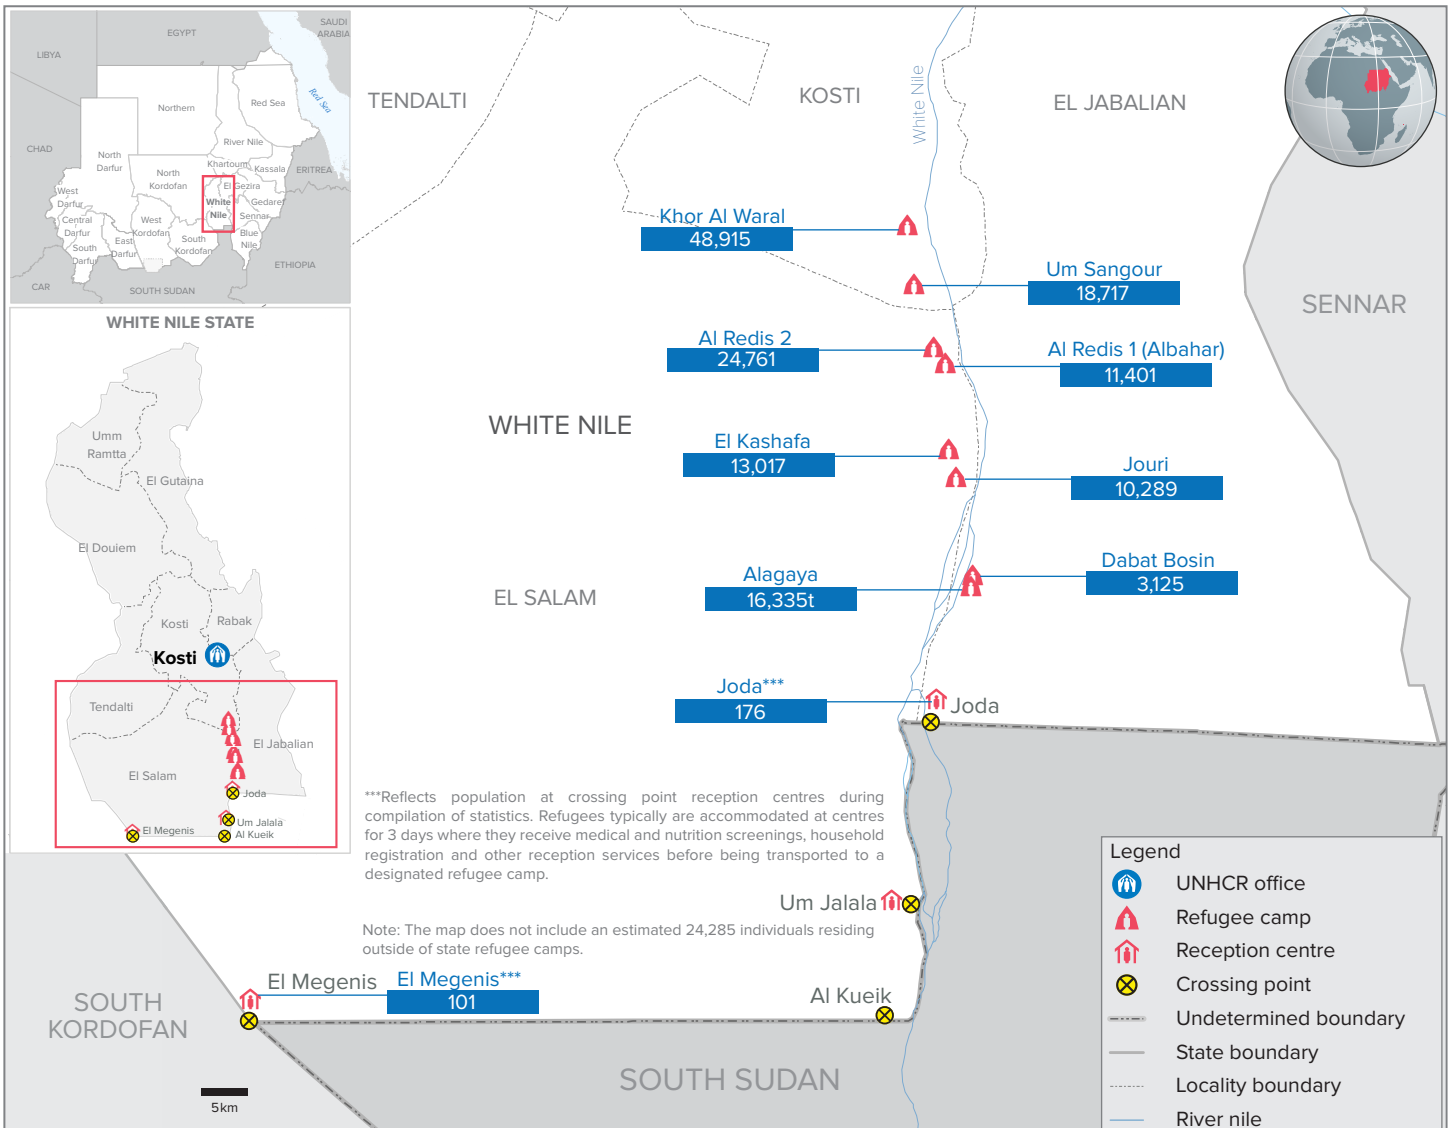 EGYPT
SAUDI
ARABIA
LIBYA
Red Sea
Northern
Red Sea
CHAD
River Nile
North
Darfur
Khartoum
Kassala
ERITREA
North
Kordofan
El Gezira
West
Darfur
White
Nile
Gedaref
Sennar
Central
Darfur
West
Kordofan
Blue
Nile
South
Darfur
East
Darfur
South
Kordofan
ETHIOPIA
CAR
SOUTH SUDAN
WHITE NILE STATE
Umm
Ramtta
El Gutaina
El Douiem
Kosti
Rabak
Kosti
Tendalti
El Jabalian
El Salam
Joda
Um Jalala
El Megenis
Al Kueik
TENDALTI
KOSTI
White Nile
EL JABALIAN
SENNAR
Khor Al Waral
48,915
Um Sangour
18,717
Al Redis 2
24,761
Al Redis 1 (Albahar)
11,401
WHITE NILE
El Kashafa
13,017
Jouri
10,289
EL SALAM
Alagaya
16,335t
Dabat Bosin
3,125
Joda***
176
Joda
***Reflects population at crossing point reception centres during
compilation of statistics. Refugees typically are accommodated at centres
for 3 days where they receive medical and nutrition screenings, household
registration and other reception services before being transported to a
designated refugee camp.
Um Jalala
Note: The map does not include an estimated 24,285 individuals residing
outside of state refugee camps.
El Megenis
El Megenis***
101
Al Kueik
SOUTH
KORDOFAN
SOUTH SUDAN
5km
Legend
UNHCR office
Refugee camp
Reception centre
Crossing point
Undetermined boundary
State boundary
Locality boundary
River nile